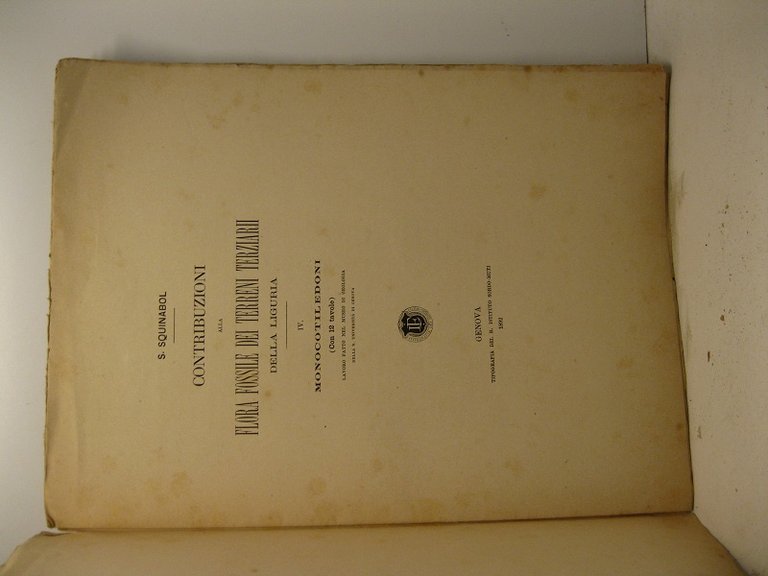 S. SQUINABOL
CONTRIBUZIONI
ALLA
FLORA FOSSILE DEI TERRENI TERZIARII
DELLA LIGURIA
IV.
MONOCOTILEDONI
(Con 12 tavole)
LAVORO FATTO NEL MUSEO DI GEOLOGIA
DELLA R. UNIVERSITÀ DI GENOVA
GENOVA
TIPOGRAFIA DEL R. ISTITUTO SORDO-MUTI
1892